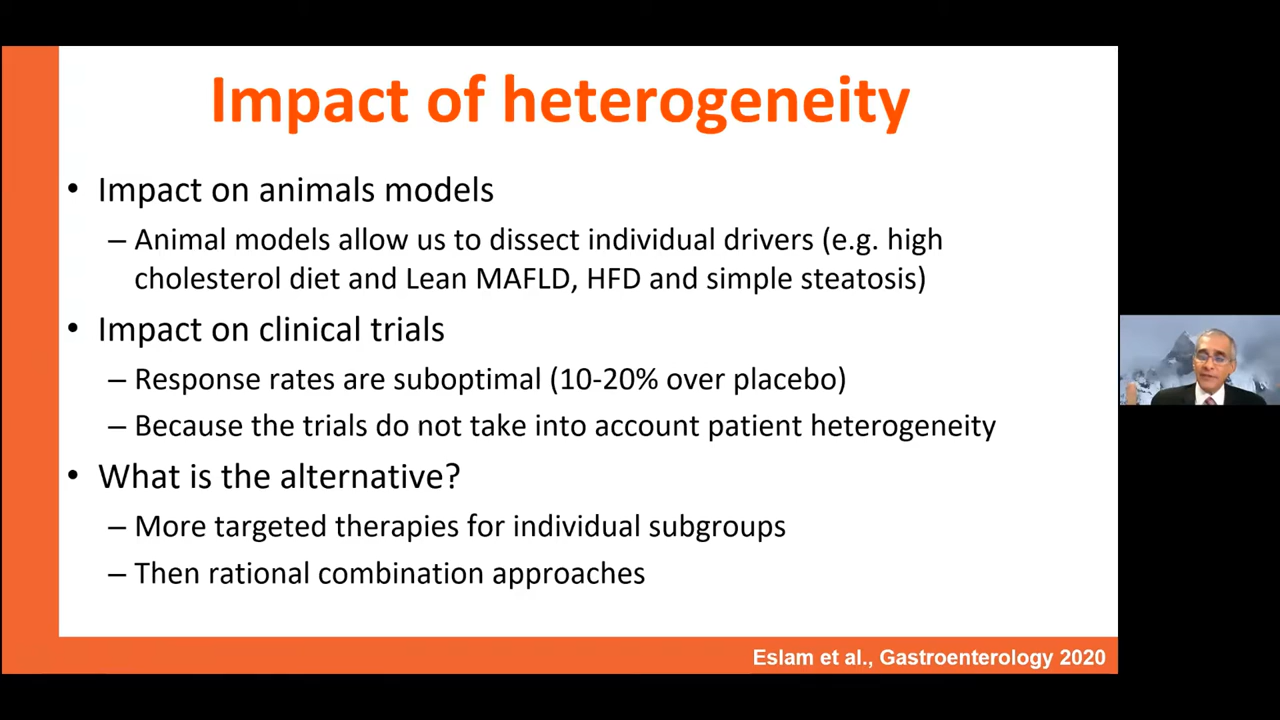 Impact of heterogeneity
• Impact on animals models
– Animal models allow us to dissect individual drivers (e.g. high
cholesterol diet and Lean MAFLD, HFD and simple steatosis)
• Impact on clinical trials
– Response rates are suboptimal (10-20% over placebo)
– Because the trials do not take into account patient heterogeneity
• What is the alternative?
– More targeted therapies for individual subgroups
– Then rational combination approaches
Eslam et al., Gastroenterology 2020